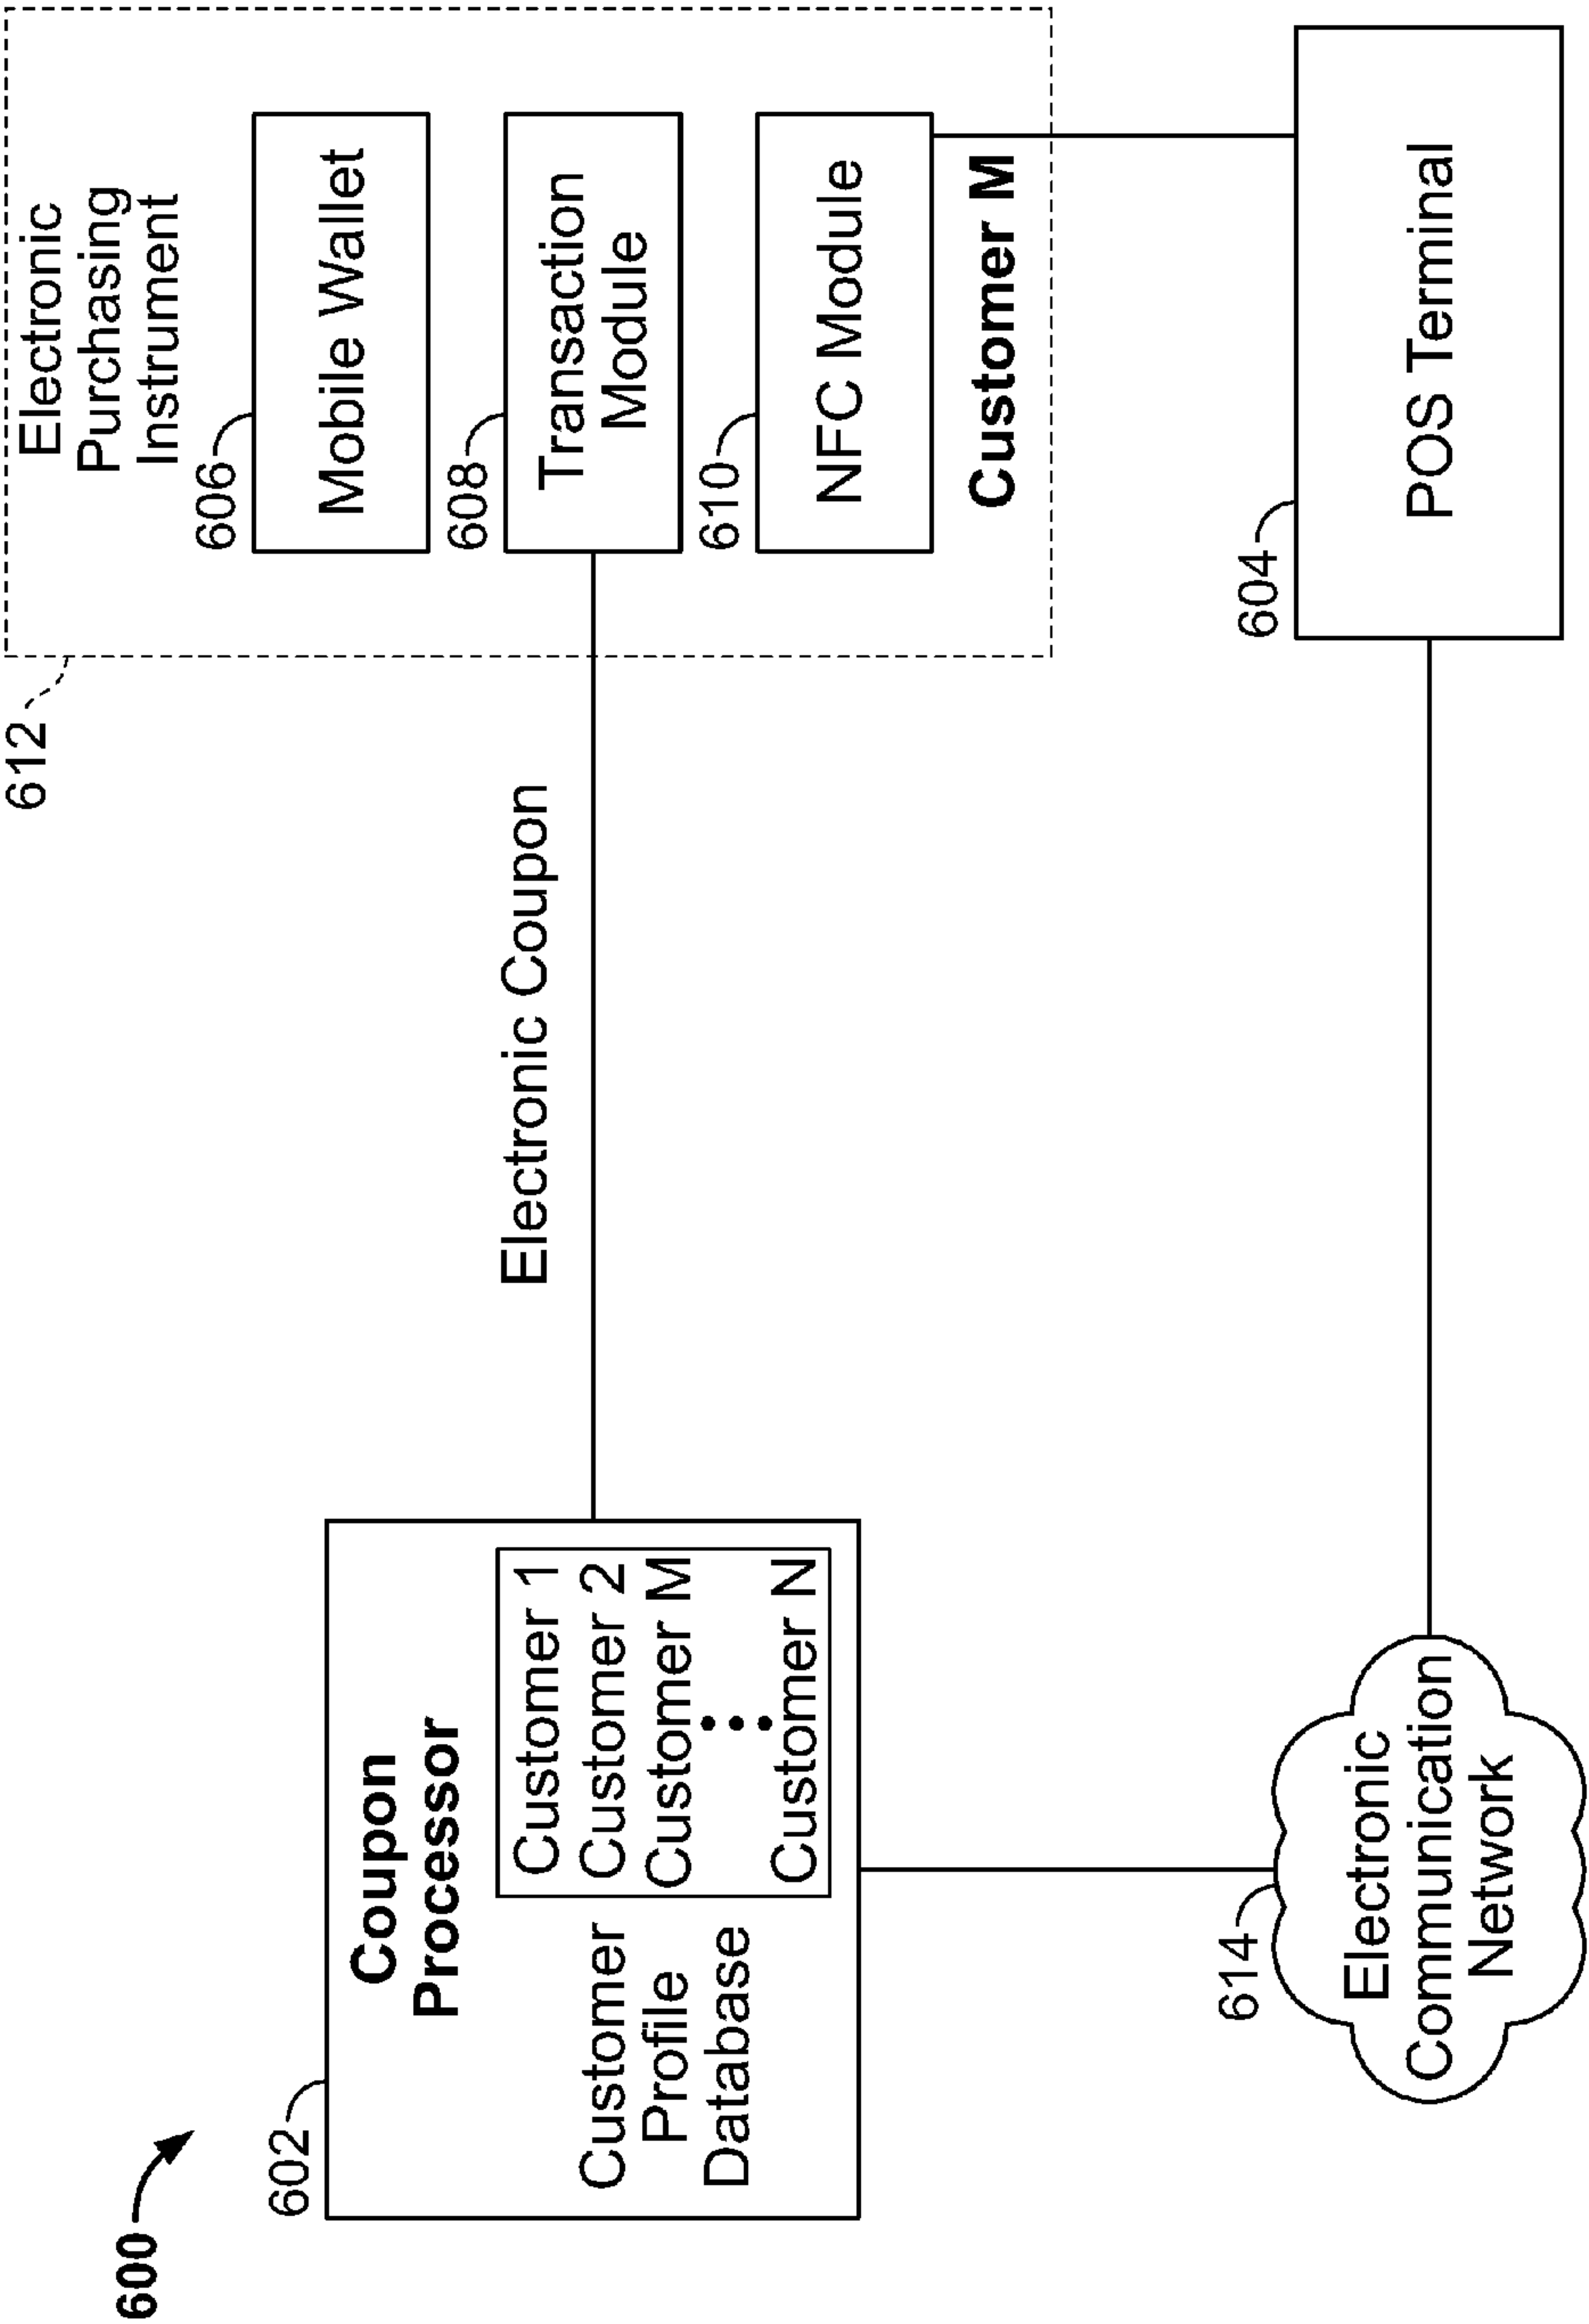 600
602
Coupon
Processor
Customer
Profile
Database
Customer 1
Customer 2
Customer M
Customer N
Electronic Coupon
612
Electronic
Purchasing
Instrument
606
Mobile Wallet
608
Transaction
Module
610
NFC Module
Customer M
614
Electronic
Communication
Network
604
POS Terminal